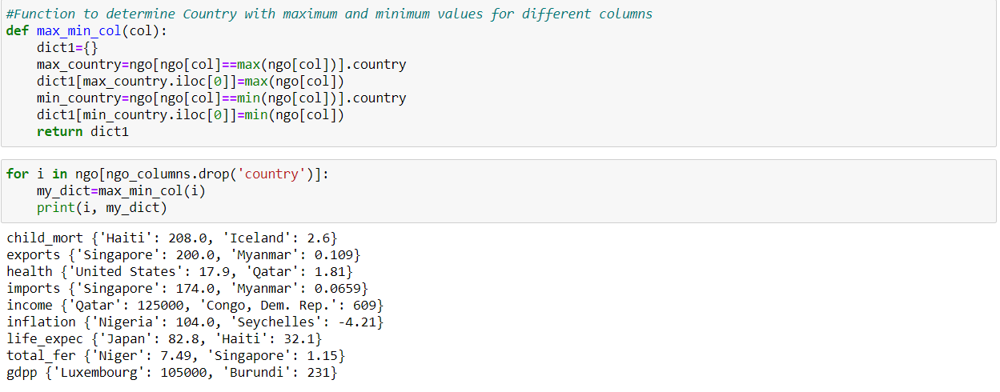 #Function to determine Country with maximum and minimum values for different columns
def max_min_col(col):
    dict1={}
    max_country=ngo[ngo[col]==max(ngo[col])].country
    dict1[max_country.iloc[0]]=max(ngo[col])
    min_country=ngo[ngo[col]==min(ngo[col])].country
    dict1[min_country.iloc[0]]=min(ngo[col])
    return dict1
for i in ngo[ngo_columns.drop('country')]:
    my_dict=max_min_col(i)
    print(i, my_dict)
child_mort {'Haiti': 208.0, 'Iceland': 2.6}
exports {'Singapore': 200.0, 'Myanmar': 0.109}
health {'United States': 17.9, 'Qatar': 1.81}
imports {'Singapore': 174.0, 'Myanmar': 0.0659}
income {'Qatar': 125000, 'Congo, Dem. Rep.': 609}
inflation {'Nigeria': 104.0, 'Seychelles': -4.21}
life_expec {'Japan': 82.8, 'Haiti': 32.1}
total_fer {'Niger': 7.49, 'Singapore': 1.15}
gdpp {'Luxembourg': 105000, 'Burundi': 231}